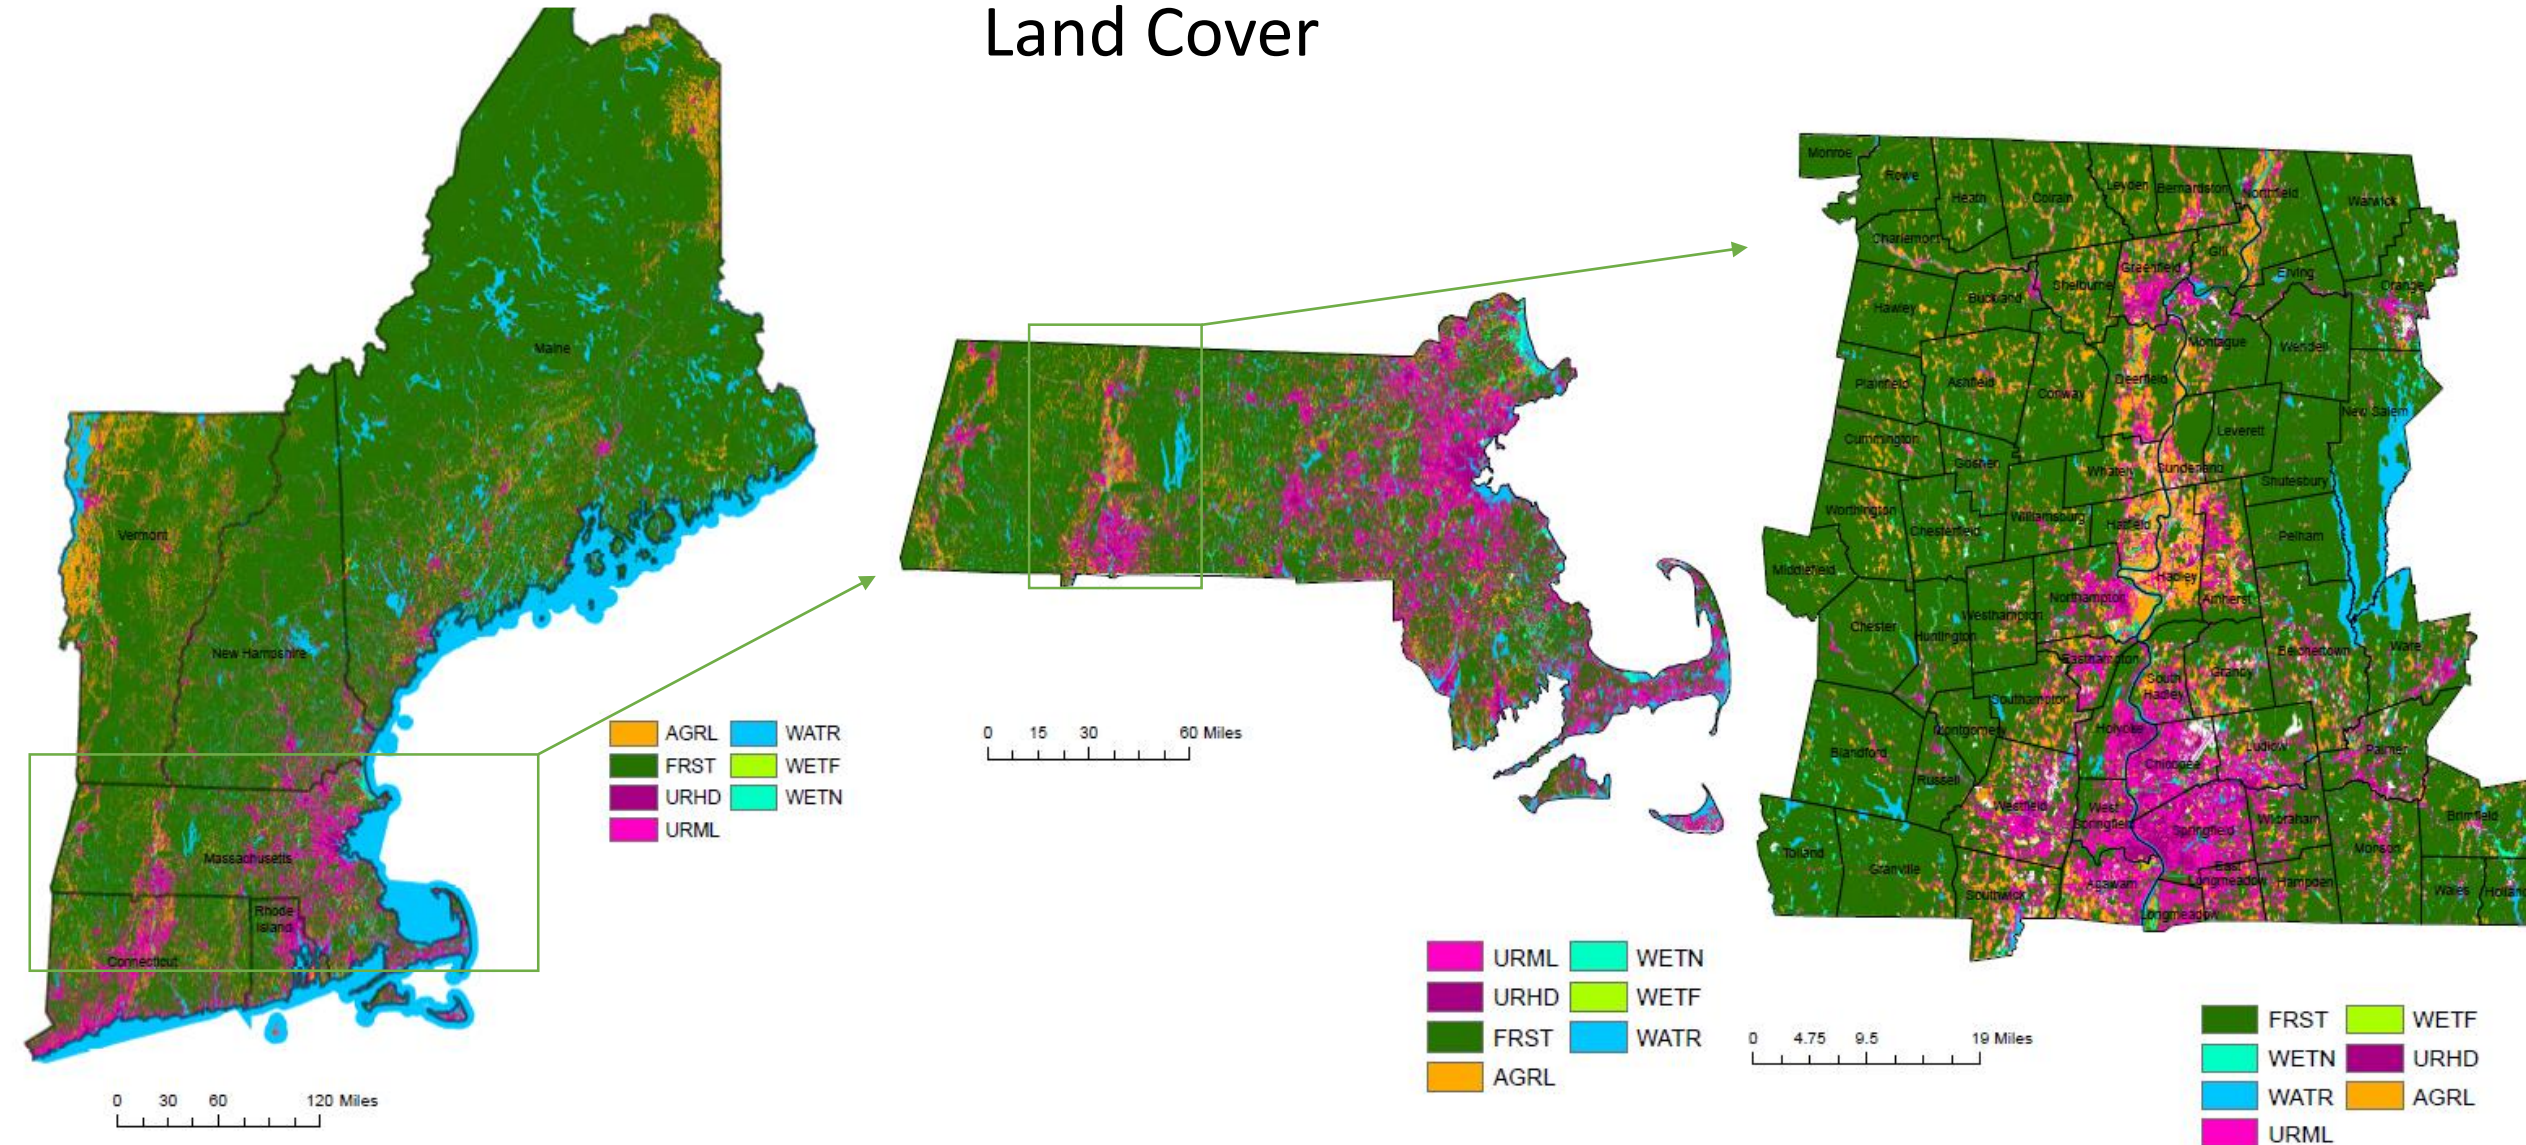 Land Cover
Maine
Vermont
New Hampshire
Massachusetts
Rhode
Island
Connecticut
AGRL WATR
FRST WETF
URHD WETN
URML
0 30 60 120 Miles
0 15 30 60 Miles
URML WETN
URHD WETF
FRST WATR
AGRL
Monroe
Rowe
Heath
Colrain
Leyden
Bernardston
Northfield
Warwick
Charlemont
Gill
Greenfield
Erving
Orange
Hawley
Buckland
Shelburne
Montague
Wendell
Plainfield
Ashfield
Conway
Deerfield
New Salem
Cummington
Goshen
Whately
Sunderland
Leverett
Shutesbury
Worthington
Chesterfield
Williamsburg
Hatfield
Pelham
Middlefield
Hadley
Amherst
Northampton
Westhampton
Chester
Huntington
Easthampton
South
Hadley
Granby
Belchertown
Ware
Southampton
Montgomery
Holyoke
Blandford
Russell
Chicopee
Ludlow
Palmer
Westfield
West
Springfield
Springfield
Wilbraham
Brimfield
Tolland
Granville
Southwick
Agawam
East
Longmeadow
Hampden
Monson
Wales
Longmeadow
0 4.75 9.5 19 Miles
FRST WETF
WETN URHD
WATR AGRL
URML